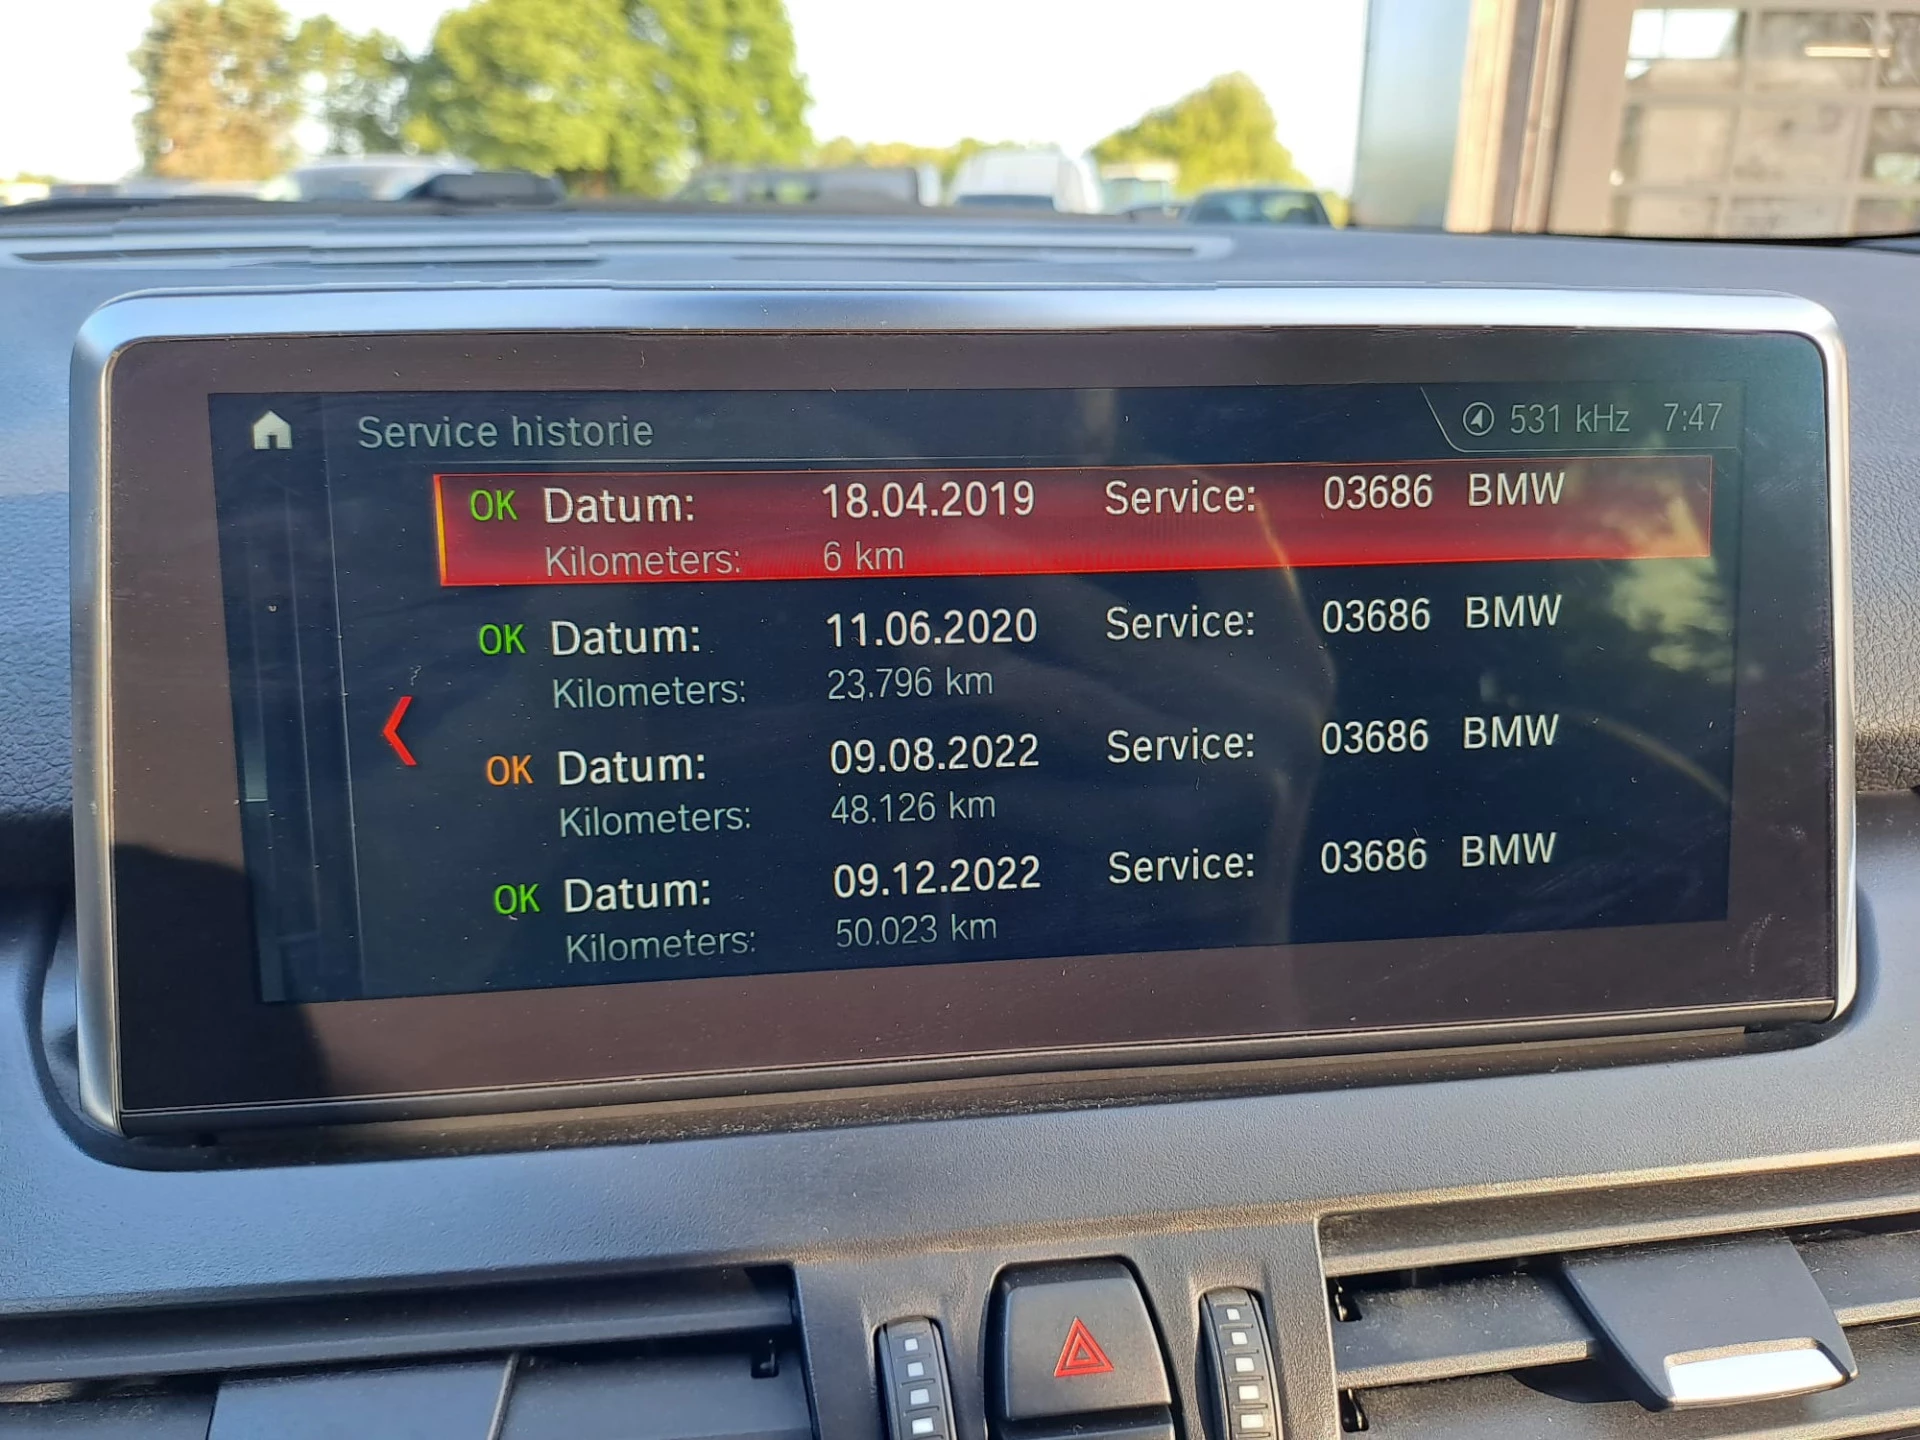 Service historie 531 kHz 7:47
OK Datum: 18.04.2019 Service: 03686 BMW
Kilometers: 6 km
OK Datum: 11.06.2020 Service: 03686 BMW
Kilometers: 23.796 km
OK Datum: 09.08.2022 Service: 03686 BMW
Kilometers: 48.126 km
OK Datum: 09.12.2022 Service: 03686 BMW
Kilometers: 50.023 km